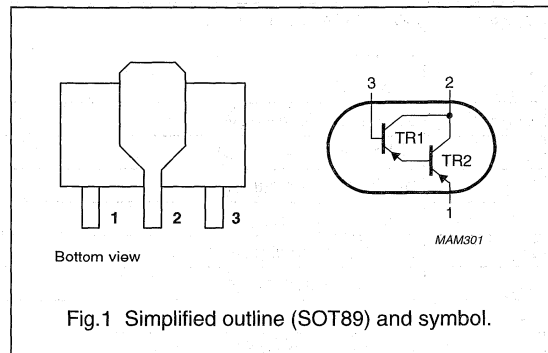 3 2
TR1
TR2
1
1 2 3
MAM301
Bottom view
Fig.1 Simplified outline (SOT89) and symbol.